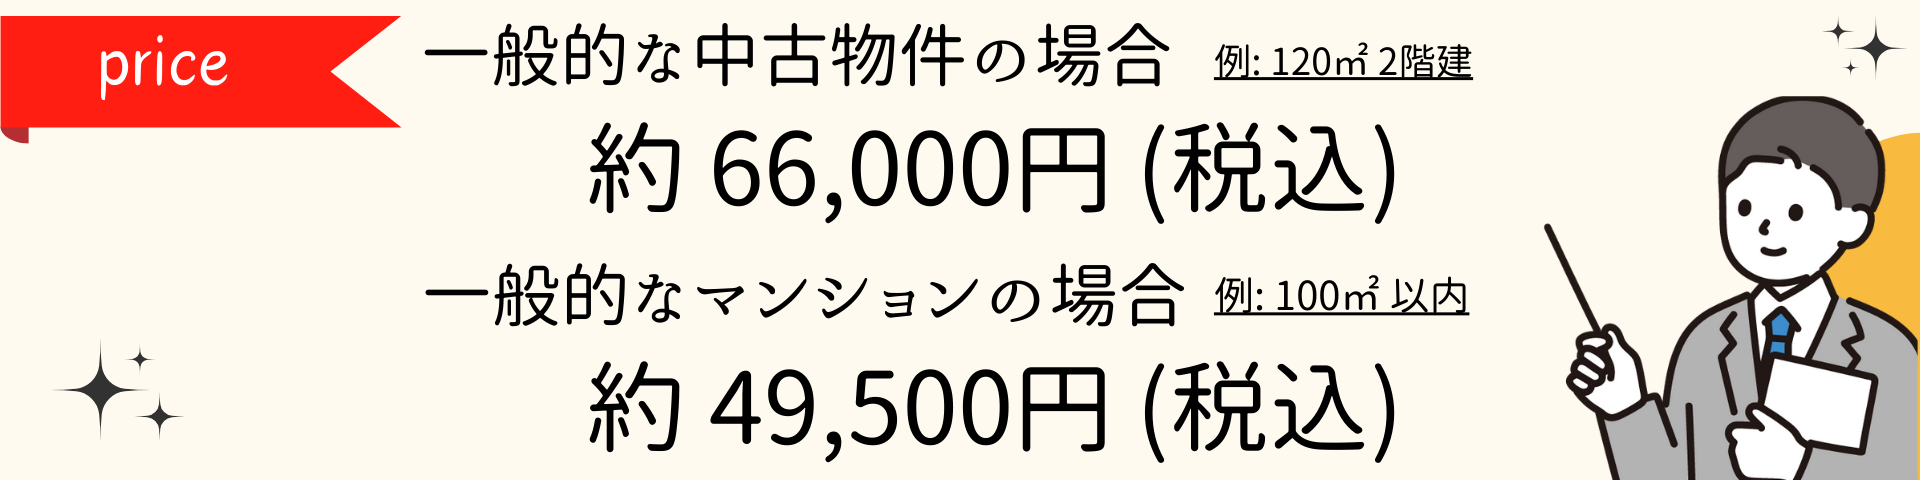 price
一般的な中古物件の場合 例: 120㎡ 2階建
約 66,000円 (税込)
一般的なマンションの場合 例: 100㎡ 以内
約 49,500円 (税込)